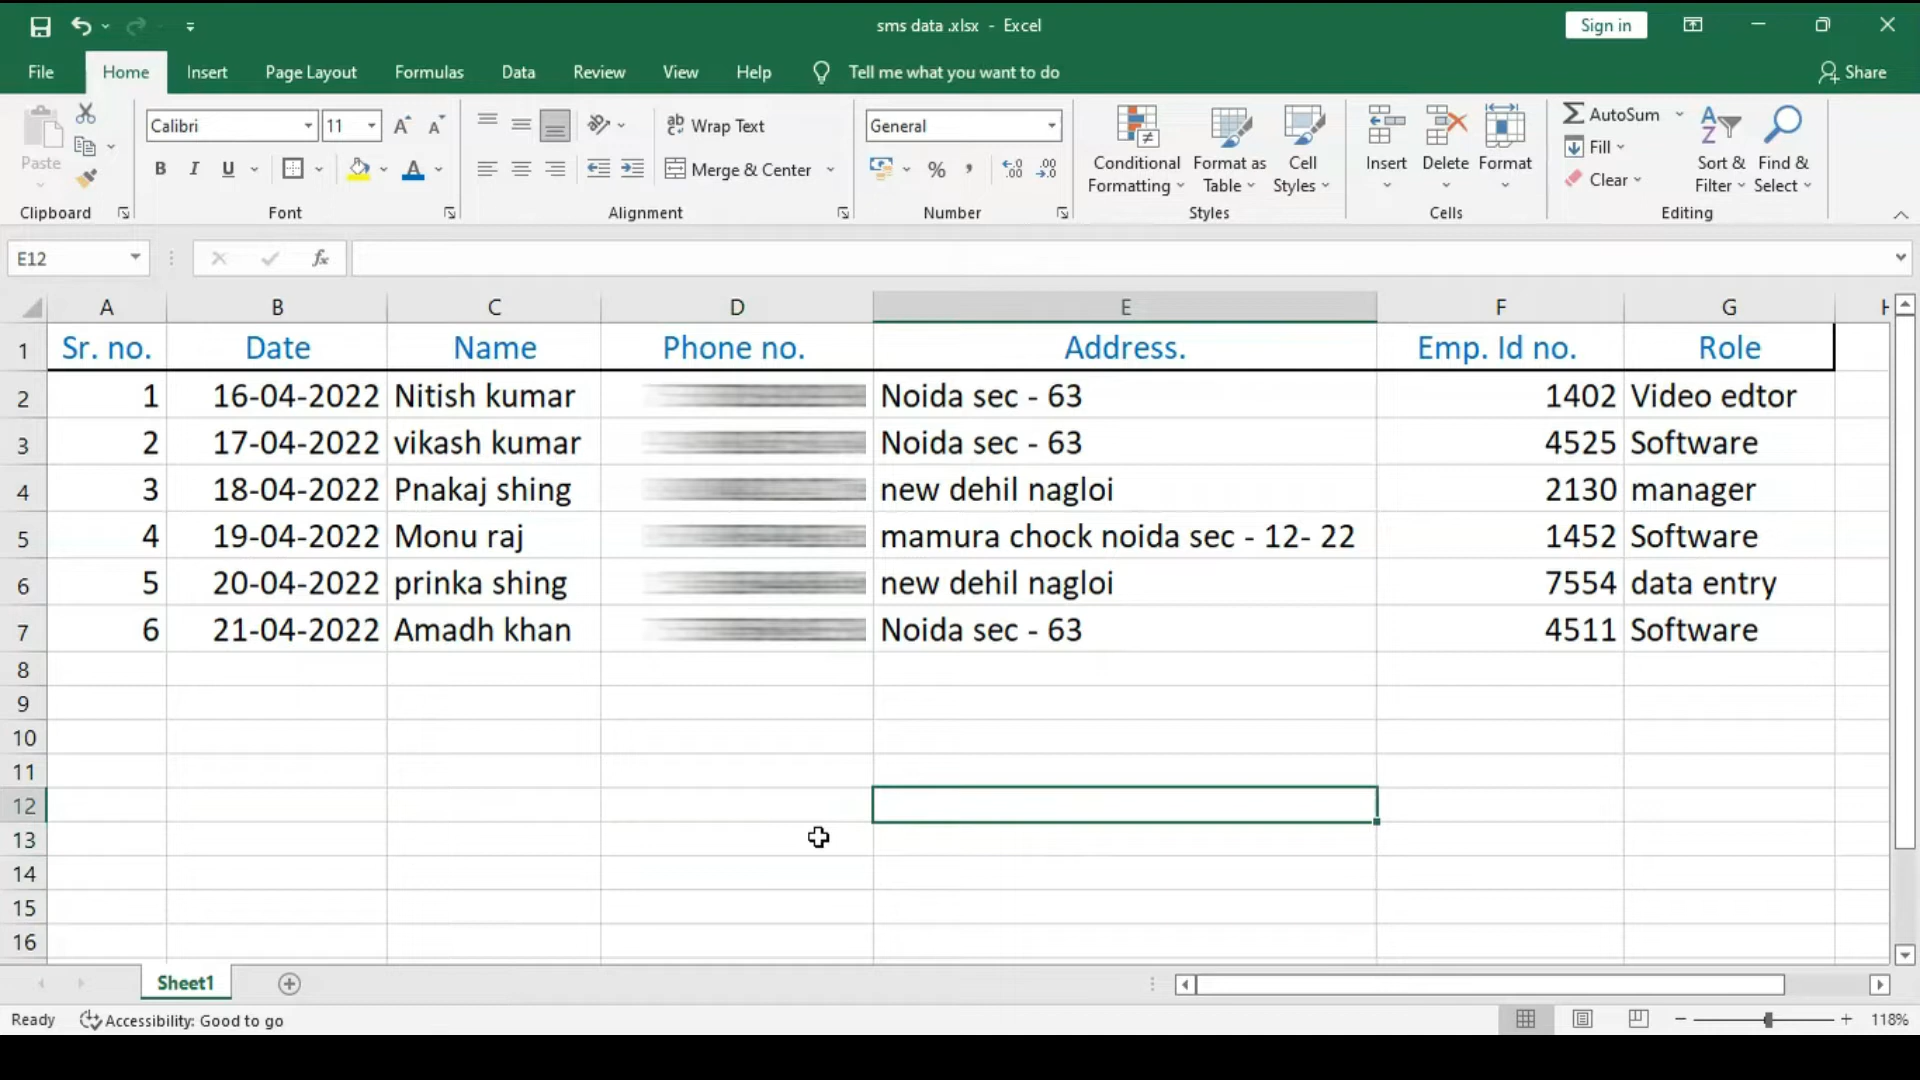 sms data .xlsx - Excel
Sign in
File Home Insert Page Layout Formulas Data Review View Help Tell me what you want to do Share
Paste
Clipboard
Calibri 11
B I U A
Font
ab Wrap Text
Merge & Center
Alignment
General
% ,
Number
Conditional Formatting
Format as Table
Cell Styles
Styles
Insert Delete Format
Cells
AutoSum
Fill
Clear
Sort & Filter
Find & Select
Editing
E12 fx
A B C D E F G H
1 Sr. no. Date Name Phone no. Address. Emp. Id no. Role
2 1 16-04-2022 Nitish kumar Noida sec - 63 1402 Video edtor
3 2 17-04-2022 vikash kumar Noida sec - 63 4525 Software
4 3 18-04-2022 Pnakaj shing new dehil nagloi 2130 manager
5 4 19-04-2022 Monu raj mamura chock noida sec - 12- 22 1452 Software
6 5 20-04-2022 prinka shing new dehil nagloi 7554 data entry
7 6 21-04-2022 Amadh khan Noida sec - 63 4511 Software
8
9
10
11
12
13
14
15
16
Sheet1
Ready Accessibility: Good to go 118%